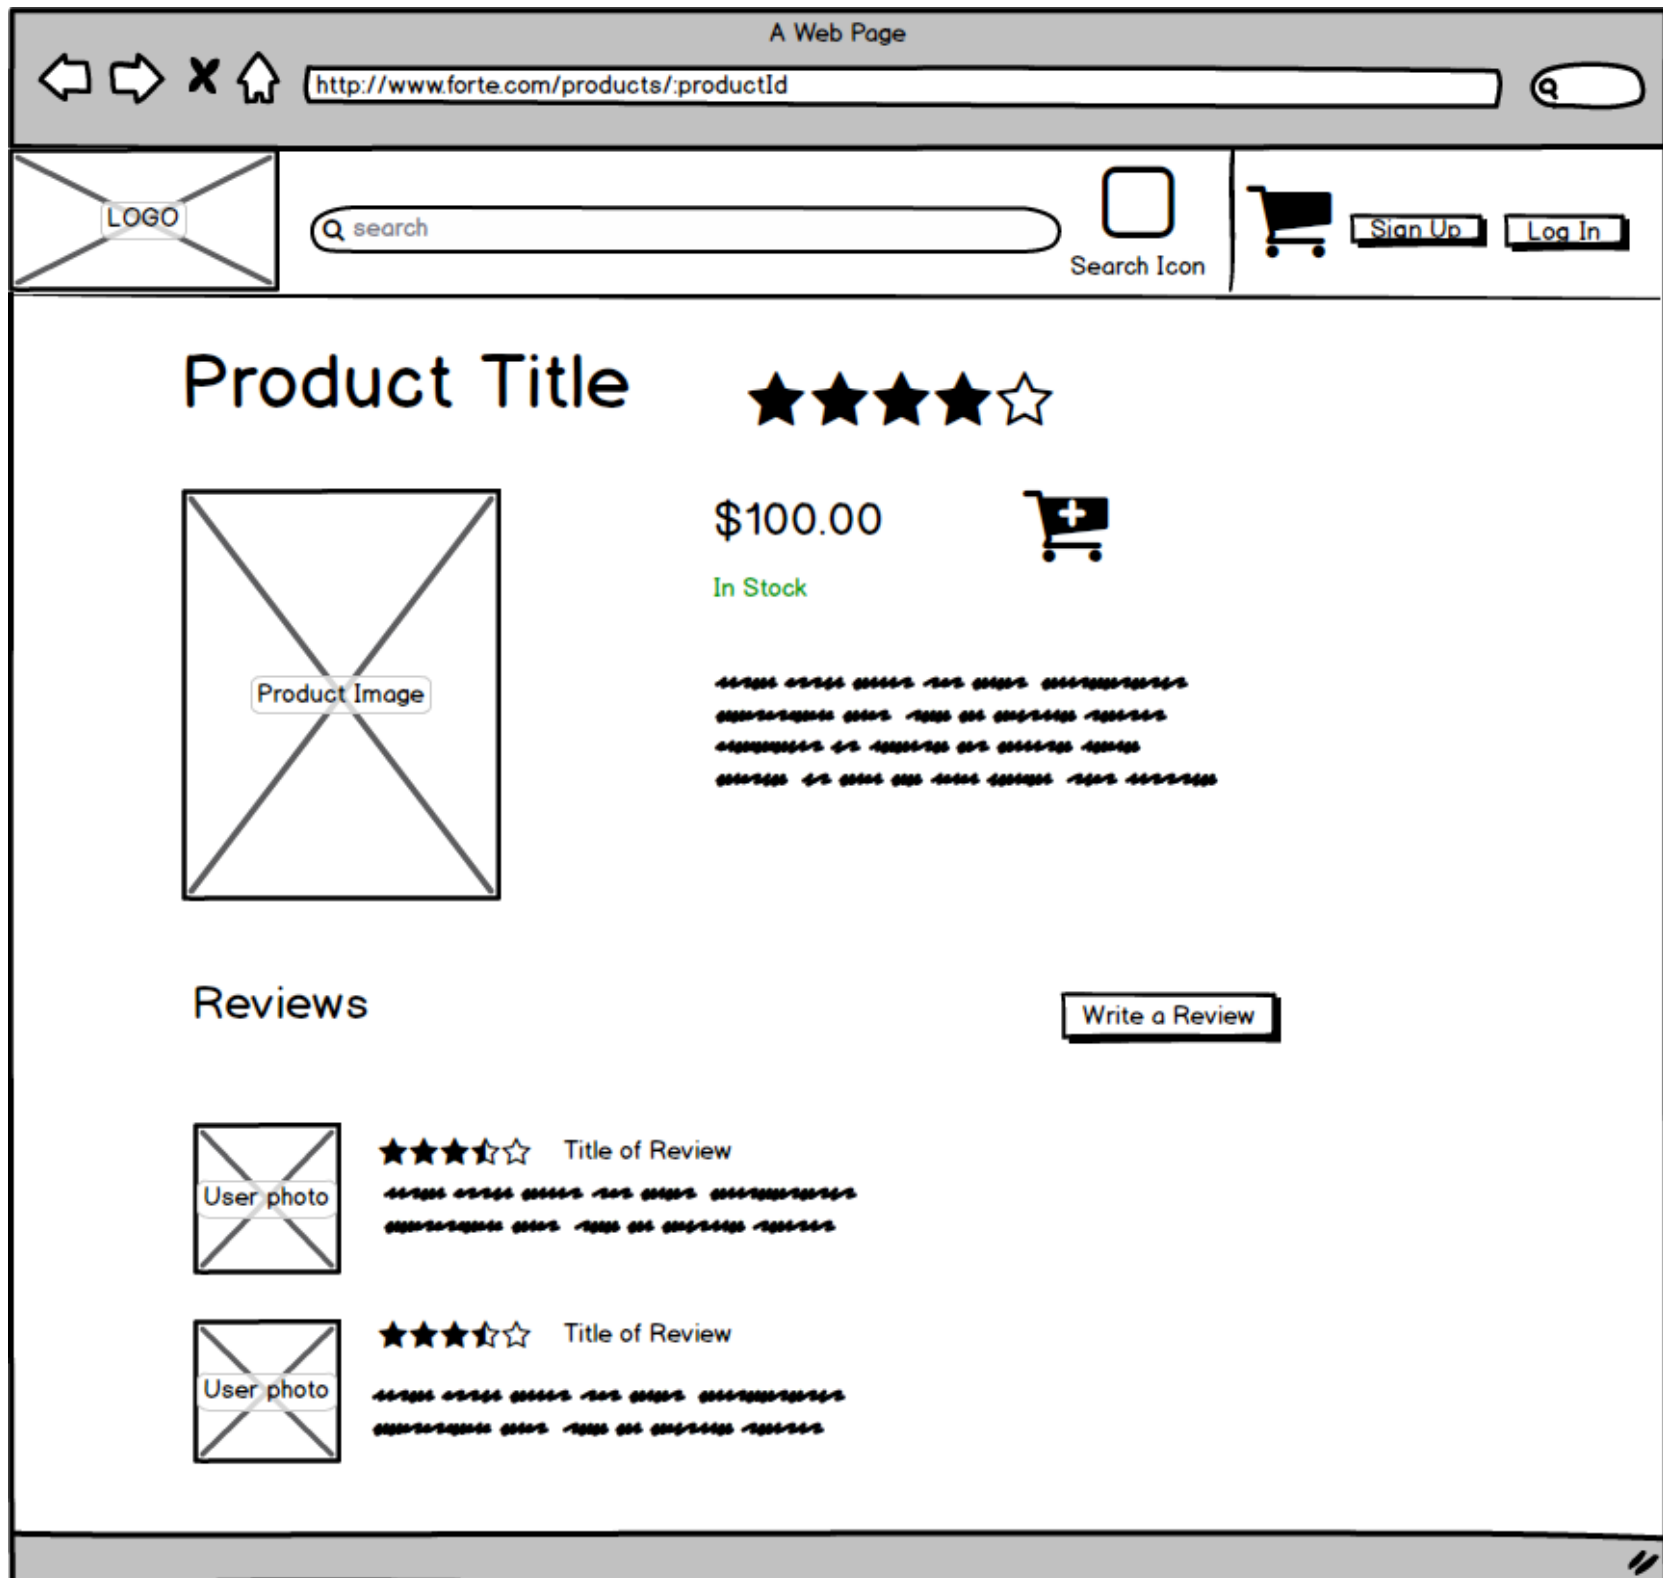 A Web Page
http://www.forte.com/products/:productId
LOGO
search
Search Icon
Sign Up
Log In
Product Title
$100.00
In Stock
Product Image
Reviews
Write a Review
User photo
Title of Review
User photo
Title of Review